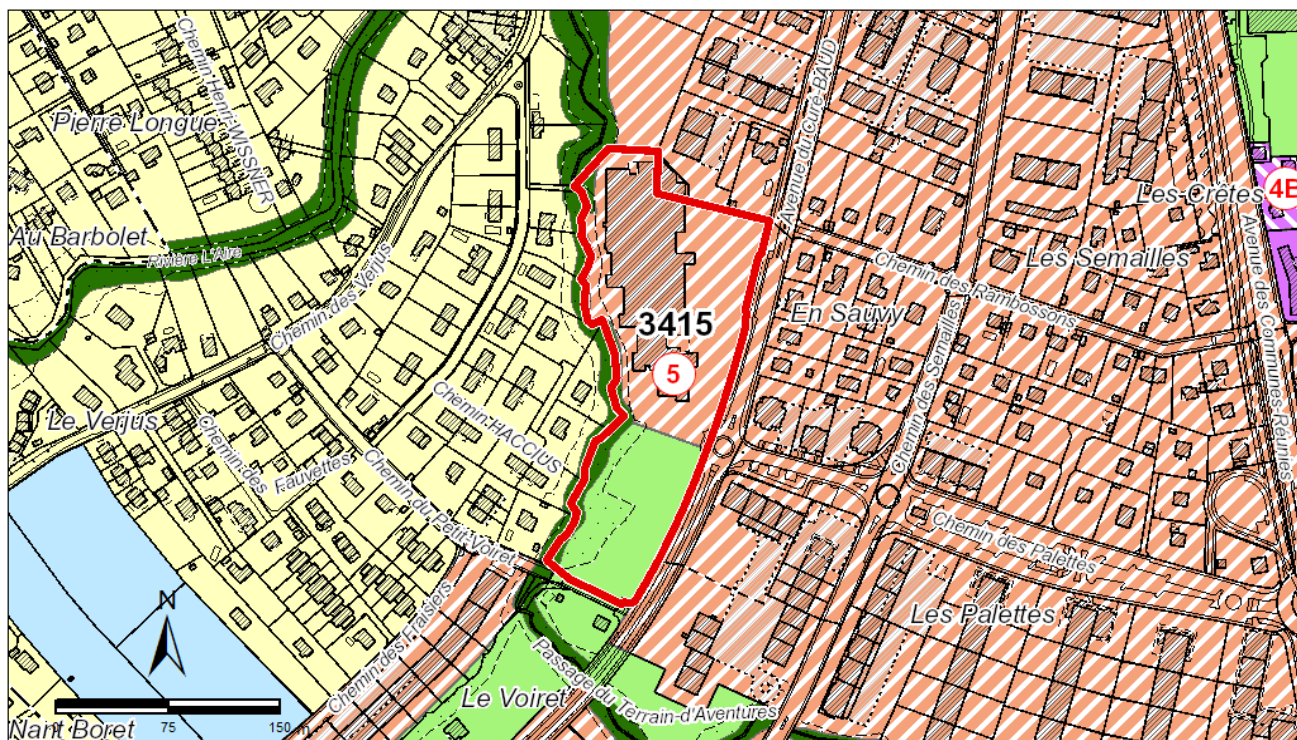 Chemin Henri-WISSNER
Pierre Longue
Avenue du Curé-BAUD
Les Crêtes
4B
Au Barbolet
Rivière L'Aire
Chemin des Verjus
Chemin des Rambossons
Les Semailles
Avenue des Communes-Réunies
En Sauvy
3415
5
Chemin des Semailles
Le Verjus
Chemin des
Fauvettes
Chemin HACCIUS
Chemin du Petit-Voiret
Chemin des Palettes
N
Les Palettes
Chemin des Fraisiers
Passage du Terrain-d'Aventures
Le Voiret
75
150 m
Nant Boret